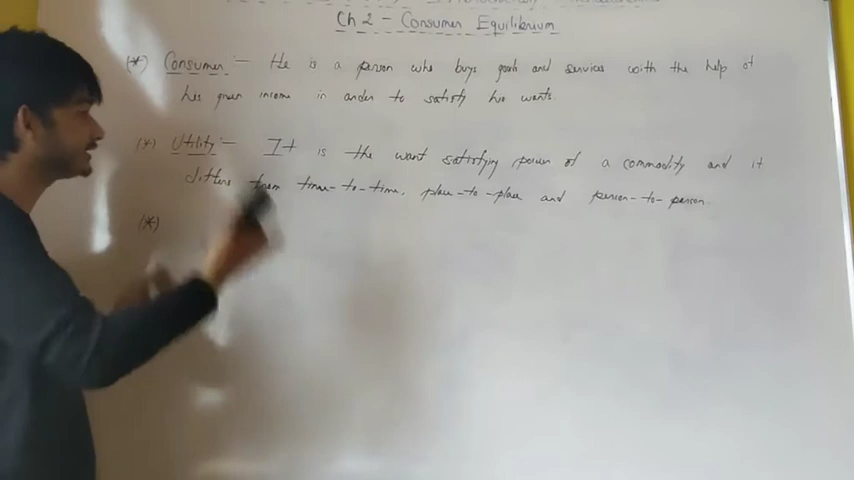 Ch 2 - Consumer Equilibrium
(*) Consumer :- He is a person who buys goods and services with the help of
his given income in order to satisfy his wants.
(*) Utility :- It is the want satisfying power of a commodity and it
differs from time-to-time, place-to-place and person-to-person.
(*)